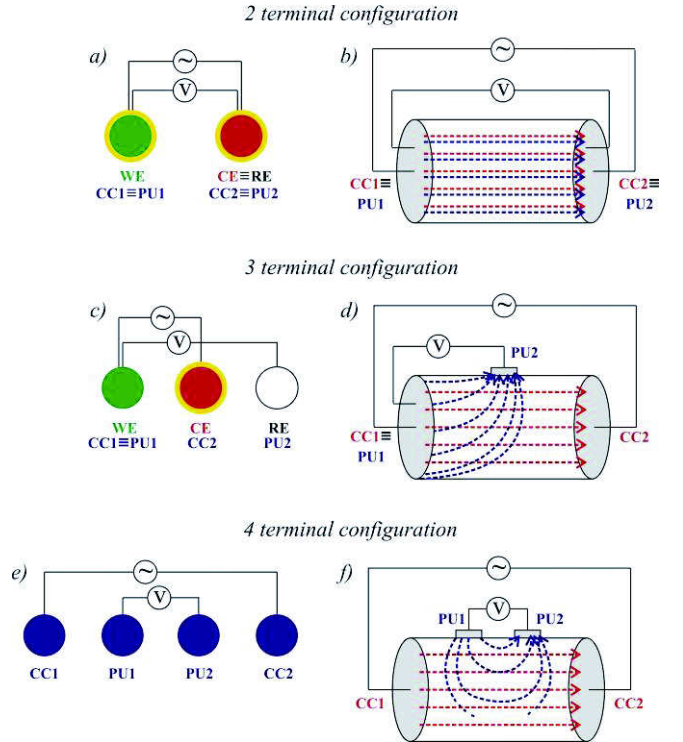 2 terminal configuration
a)
~
V
WE
CE≡RE
CC1≡PU1
CC2≡PU2
b)
~
V
CC1≡
PU1
CC2≡
PU2
3 terminal configuration
c)
~
V
WE
CE
RE
CC1≡PU1
CC2
PU2
d)
~
V
PU2
CC1≡
PU1
CC2
4 terminal configuration
e)
~
V
CC1
PU1
PU2
CC2
f)
~
V
PU1
PU2
CC1
CC2